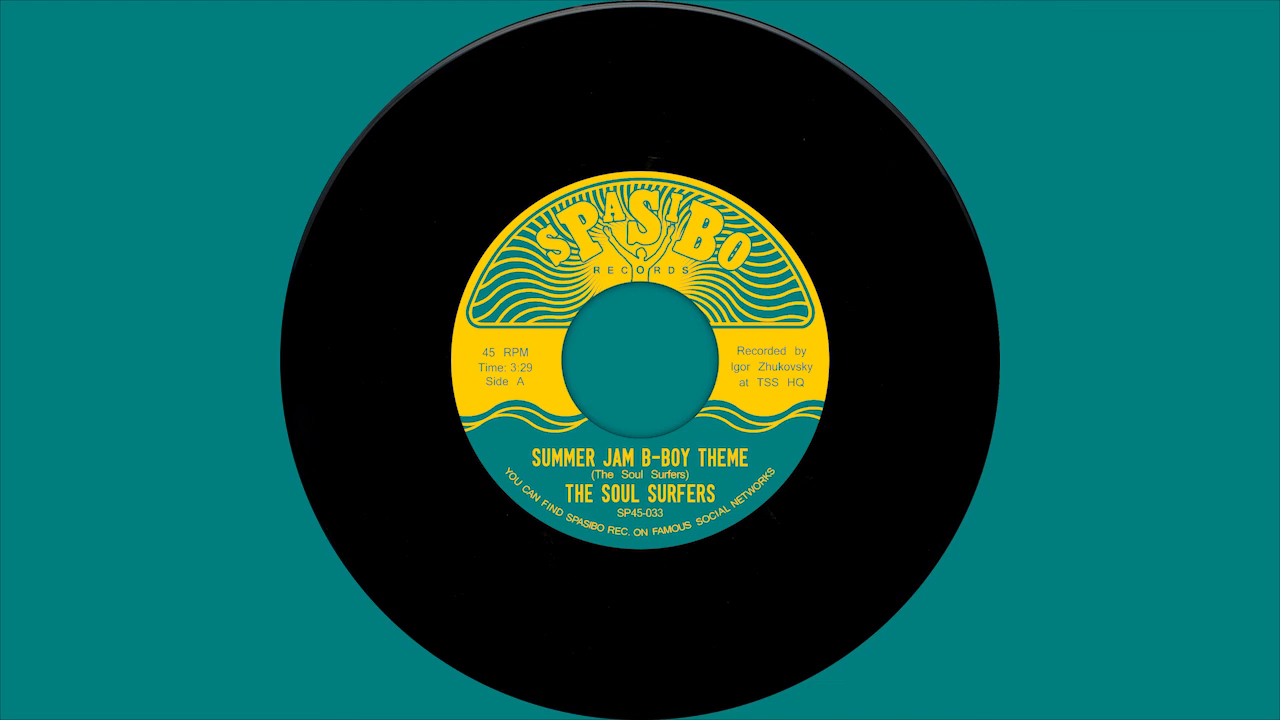 SPASIBO
RECORDS
45 RPM
Time: 3:29
Side A
Recorded by
Igor Zhukovsky
at TSS HQ
SUMMER JAM B-BOY THEME
(The Soul Surfers)
THE SOUL SURFERS
SP45-033
YOU CAN FIND SPASIBO REC. ON FAMOUS SOCIAL NETWORKS